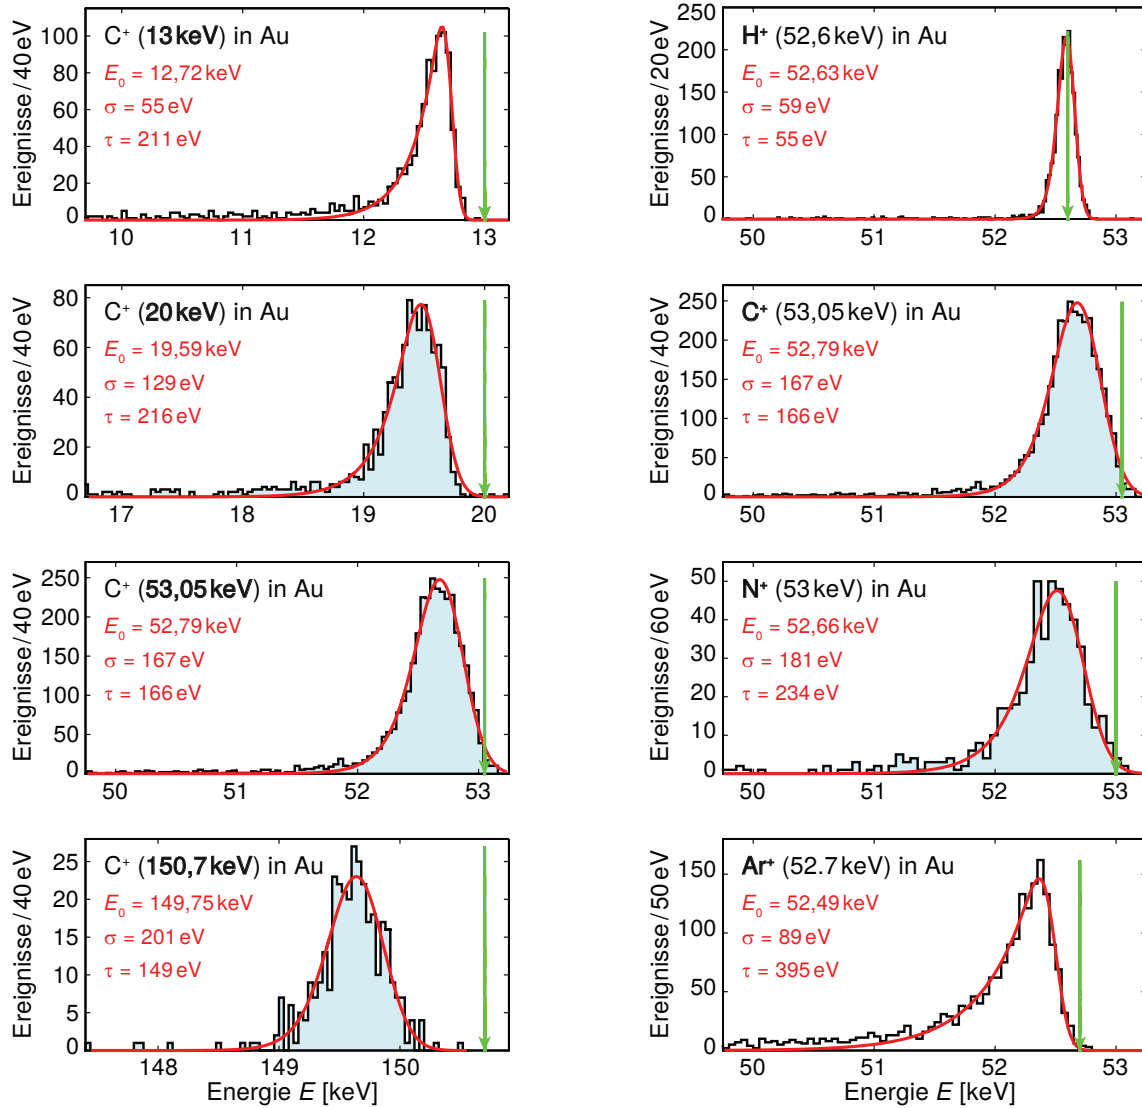 C⁺ (13 keV) in Au
E₀ = 12,72 keV
σ = 55 eV
τ = 211 eV
Ereignisse / 40 eV
100
80
60
40
20
0
10 11 12 13
H⁺ (52,6 keV) in Au
E₀ = 52,63 keV
σ = 59 eV
τ = 55 eV
Ereignisse / 20 eV
250
200
150
100
50
0
50 51 52 53
C⁺ (20 keV) in Au
E₀ = 19,59 keV
σ = 129 eV
τ = 216 eV
Ereignisse / 40 eV
80
60
40
20
0
17 18 19 20
C⁺ (53,05 keV) in Au
E₀ = 52,79 keV
σ = 167 eV
τ = 166 eV
Ereignisse / 40 eV
250
200
150
100
50
0
50 51 52 53
C⁺ (53,05 keV) in Au
E₀ = 52,79 keV
σ = 167 eV
τ = 166 eV
Ereignisse / 40 eV
250
200
150
100
50
0
50 51 52 53
N⁺ (53 keV) in Au
E₀ = 52,66 keV
σ = 181 eV
τ = 234 eV
Ereignisse / 60 eV
50
40
30
20
10
0
50 51 52 53
C⁺ (150,7 keV) in Au
E₀ = 149,75 keV
σ = 201 eV
τ = 149 eV
Ereignisse / 40 eV
25
20
15
10
5
0
148 149 150
Energie E [keV]
Ar⁺ (52.7 keV) in Au
E₀ = 52,49 keV
σ = 89 eV
τ = 395 eV
Ereignisse / 50 eV
150
100
50
0
50 51 52 53
Energie E [keV]